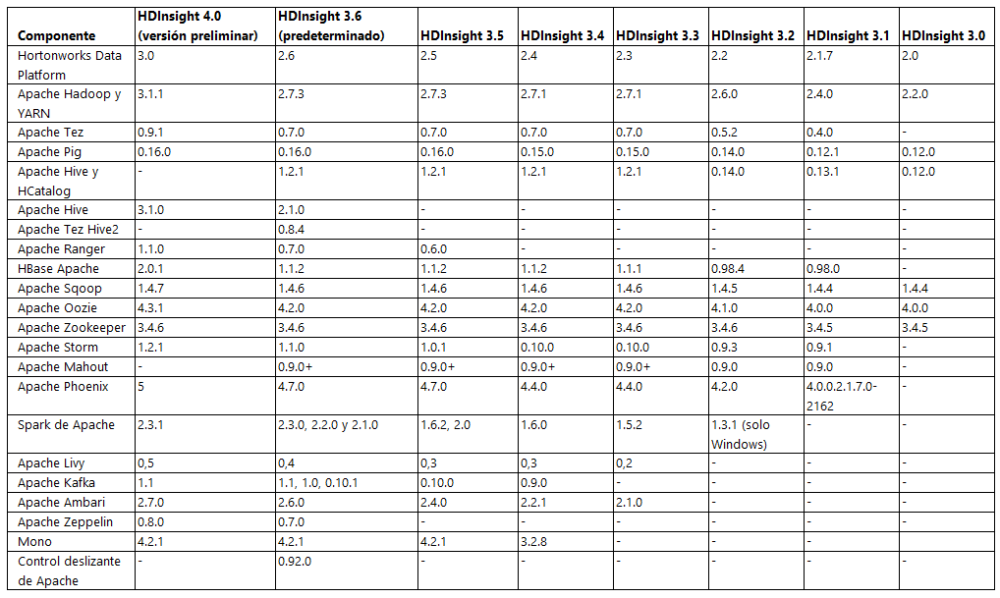 Componente HDInsight 4.0 (versión preliminar) HDInsight 3.6 (predeterminado) HDInsight 3.5 HDInsight 3.4 HDInsight 3.3 HDInsight 3.2 HDInsight 3.1 HDInsight 3.0
Hortonworks Data Platform 3.0 2.6 2.5 2.4 2.3 2.2 2.1.7 2.0
Apache Hadoop y YARN 3.1.1 2.7.3 2.7.3 2.7.1 2.7.1 2.6.0 2.4.0 2.2.0
Apache Tez 0.9.1 0.7.0 0.7.0 0.7.0 0.7.0 0.5.2 0.4.0 -
Apache Pig 0.16.0 0.16.0 0.16.0 0.15.0 0.15.0 0.14.0 0.12.1 0.12.0
Apache Hive y HCatalog - 1.2.1 1.2.1 1.2.1 1.2.1 0.14.0 0.13.1 0.12.0
Apache Hive 3.1.0 2.1.0 - - - - - -
Apache Tez Hive2 - 0.8.4 - - - - - -
Apache Ranger 1.1.0 0.7.0 0.6.0 - - - - -
HBase Apache 2.0.1 1.1.2 1.1.2 1.1.2 1.1.1 0.98.4 0.98.0 -
Apache Sqoop 1.4.7 1.4.6 1.4.6 1.4.6 1.4.6 1.4.5 1.4.4 1.4.4
Apache Oozie 4.3.1 4.2.0 4.2.0 4.2.0 4.2.0 4.1.0 4.0.0 4.0.0
Apache Zookeeper 3.4.6 3.4.6 3.4.6 3.4.6 3.4.6 3.4.6 3.4.5 3.4.5
Apache Storm 1.2.1 1.1.0 1.0.1 0.10.0 0.10.0 0.9.3 0.9.1 -
Apache Mahout - 0.9.0+ 0.9.0+ 0.9.0+ 0.9.0+ 0.9.0 0.9.0 -
Apache Phoenix 5 4.7.0 4.7.0 4.4.0 4.4.0 4.2.0 4.0.0.2.1.7.0-2162 -
Spark de Apache 2.3.1 2.3.0, 2.2.0 y 2.1.0 1.6.2, 2.0 1.6.0 1.5.2 1.3.1 (solo Windows) - -
Apache Livy 0,5 0,4 0,3 0,3 0,2 - - -
Apache Kafka 1.1 1.1, 1.0, 0.10.1 0.10.0 0.9.0 - - - -
Apache Ambari 2.7.0 2.6.0 2.4.0 2.2.1 2.1.0 - - -
Apache Zeppelin 0.8.0 0.7.0 - - - - -
Mono 4.2.1 4.2.1 4.2.1 3.2.8 - - -
Control deslizante de Apache - 0.92.0 - - - - - -